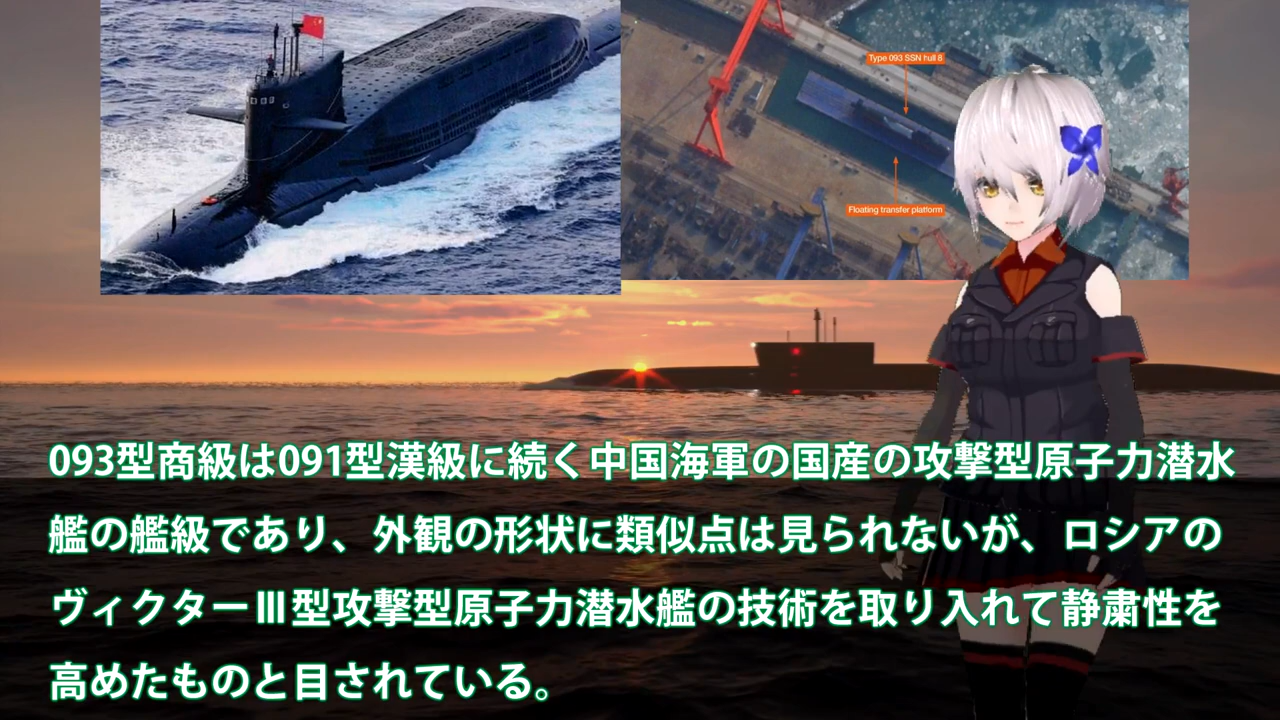 Type 093 SSN hull 8
Floating transfer platform
093型商級は091型漢級に続く中国海軍の国産の攻撃型原子力潜水
艦の艦級であり、外観の形状に類似点は見られないが、ロシアの
ヴィクターⅢ型攻撃型原子力潜水艦の技術を取り入れて静粛性を
高めたものと目されている。